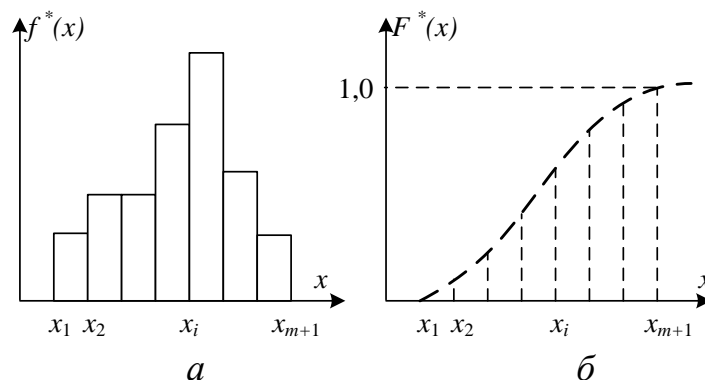 f*(x)
x
x₁ x₂ xᵢ xₘ₊₁
а
F*(x)
1,0
x
x₁ x₂ xᵢ xₘ₊₁
б